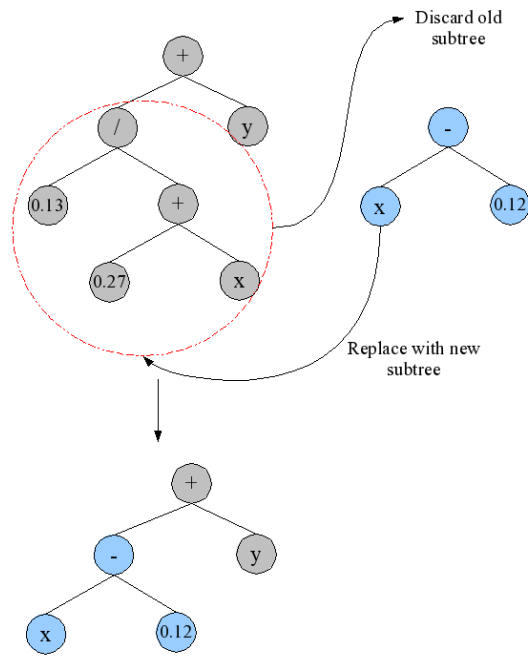 Discard old
subtree
+
/
y
-
0.13
+
x
0.12
0.27
x
Replace with new
subtree
+
-
y
x
0.12